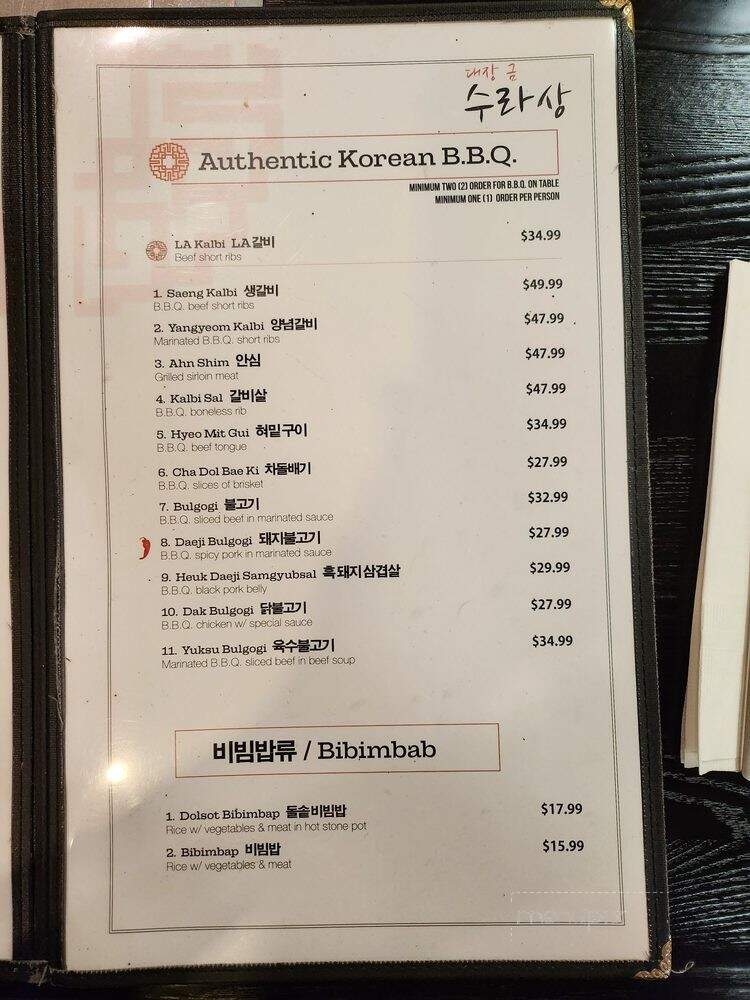 대장 금
수라상
Authentic Korean B.B.Q.
MINIMUM TWO (2) ORDER FOR B.B.Q. ON TABLE
MINIMUM ONE (1) ORDER PER PERSON
LA Kalbi LA갈비 $34.99
Beef short ribs
1. Saeng Kalbi 생갈비 $49.99
B.B.Q. beef short ribs
2. Yangyeom Kalbi 양념갈비 $47.99
Marinated B.B.Q. short ribs
3. Ahn Shim 안심 $47.99
Grilled sirloin meat
4. Kalbi Sal 갈비살 $47.99
B.B.Q. boneless rib
5. Hyeo Mit Gui 혀밑구이 $34.99
B.B.Q. beef tongue
6. Cha Dol Bae Ki 차돌배기 $27.99
B.B.Q. slices of brisket
7. Bulgogi 불고기 $32.99
B.B.Q. sliced beef in marinated sauce
8. Daeji Bulgogi 돼지불고기 $27.99
B.B.Q. spicy pork in marinated sauce
9. Heuk Daeji Samgyubsal 흑돼지삼겹살 $29.99
B.B.Q. black pork belly
10. Dak Bulgogi 닭불고기 $27.99
B.B.Q. chicken w/ special sauce
11. Yuksu Bulgogi 육수불고기 $34.99
Marinated B.B.Q. sliced beef in beef soup
비빔밥류 / Bibimbab
1. Dolsot Bibimbap 돌솥비빔밥 $17.99
Rice w/ vegetables & meat in hot stone pot
2. Bibimbap 비빔밥 $15.99
Rice w/ vegetables & meat